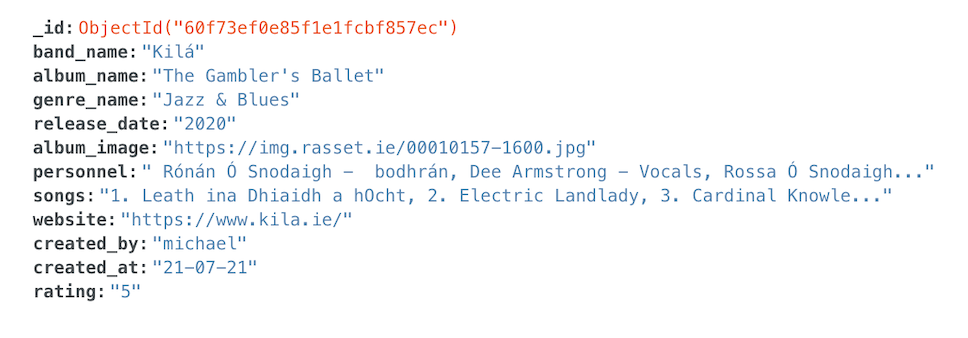 _id: ObjectId("60f73ef0e85f1e1fcbf857ec")
band_name: "Kilá"
album_name: "The Gambler's Ballet"
genre_name: "Jazz & Blues"
release_date: "2020"
album_image: "https://img.rasset.ie/00010157-1600.jpg"
personnel: " Rónán Ó Snodaigh -  bodhrán, Dee Armstrong - Vocals, Rossa Ó Snodaigh..."
songs: "1. Leath ina Dhiaidh a hOcht, 2. Electric Landlady, 3. Cardinal Knowle..."
website: "https://www.kila.ie/"
created_by: "michael"
created_at: "21-07-21"
rating: "5"